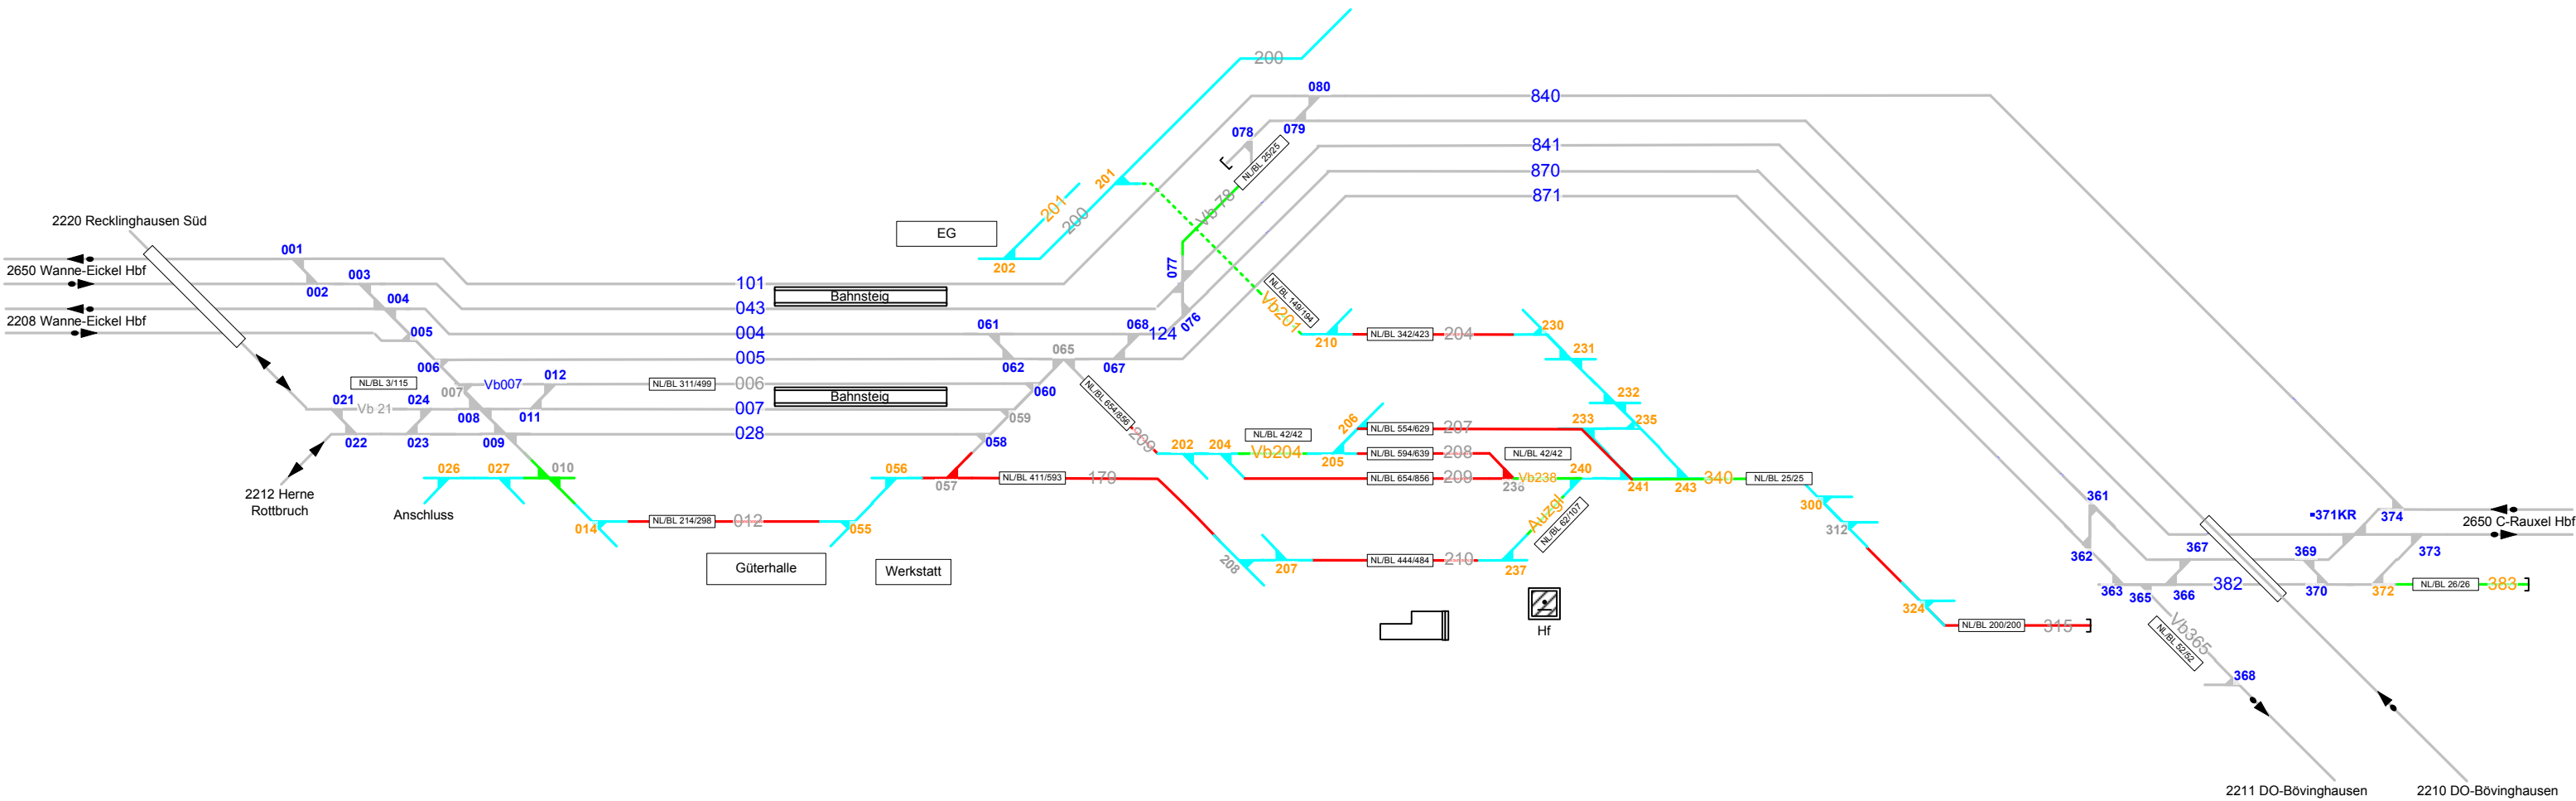 200
080
840
078
079
NL/BL 25/25
841
870
871
201
201
200
Vb 78
2220 Recklinghausen Süd
EG
202
001
2650 Wanne-Eickel Hbf
002
003
004
077
076
101
Bahnsteig
043
2208 Wanne-Eickel Hbf
005
004
061
068
124
NL/BL 149/194
Vb201
210
NL/BL 342/423
204
230
231
006
005
062
065
067
NL/BL 3/115
007
Vb007
012
NL/BL 311/499
006
060
232
021
Vb 21
024
008
011
Bahnsteig
007
059
NL/BL 654/856
209
206
NL/BL 554/629
207
233
235
022
023
009
028
058
202
204
NL/BL 42/42
Vb204
205
NL/BL 594/639
208
NL/BL 42/42
026
027
010
056
057
NL/BL 411/593
179
NL/BL 654/856
209
238
Vb238
240
241
243
340
NL/BL 25/25
2212 Herne
Rottbruch
Anschluss
014
NL/BL 214/298
012
055
Auzgl
NL/BL 62/107
300
312
361
▪371KR
374
2650 C-Rauxel Hbf
Güterhalle
Werkstatt
208
207
NL/BL 444/484
210
237
362
367
369
373
363
365
366
382
370
372
NL/BL 26/26
383
324
NL/BL 200/200
315
Hf
Vb365
NL/BL 52/52
368
2211 DO-Bövinghausen
2210 DO-Bövinghausen